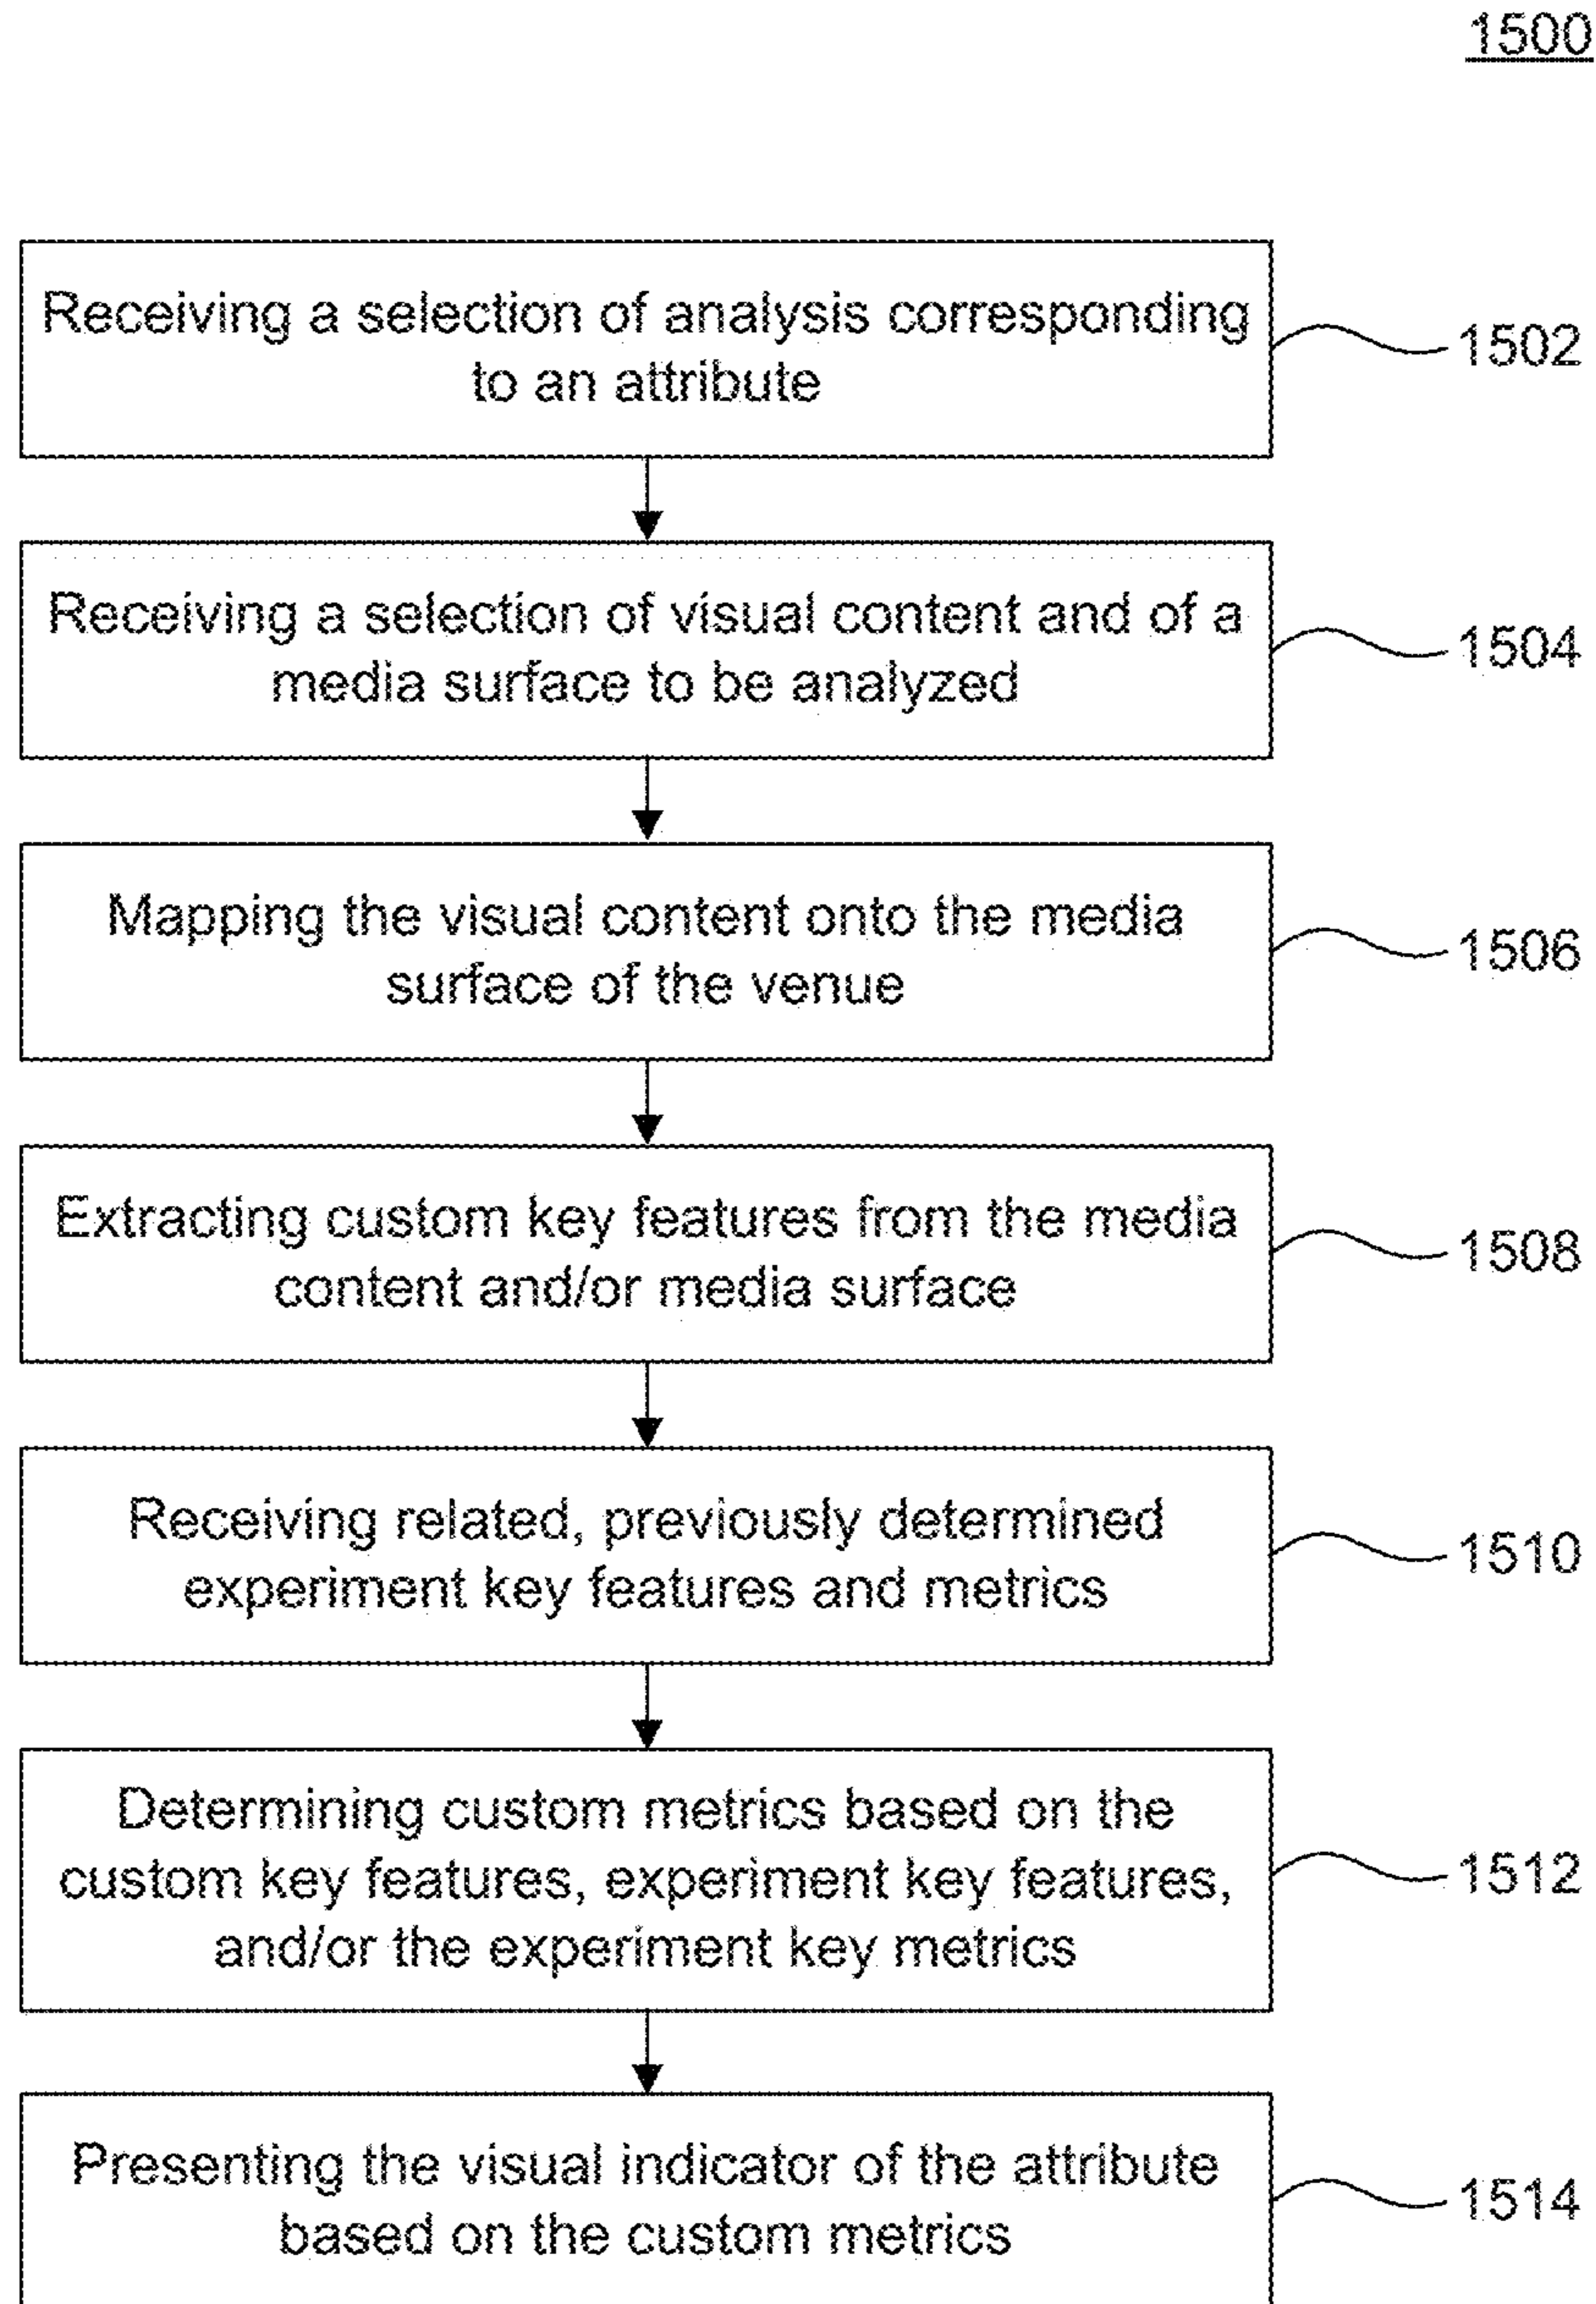 1500
Receiving a selection of analysis corresponding
to an attribute
1502
Receiving a selection of visual content and of a
media surface to be analyzed
1504
Mapping the visual content onto the media
surface of the venue
1506
Extracting custom key features from the media
content and/or media surface
1508
Receiving related, previously determined
experiment key features and metrics
1510
Determining custom metrics based on the
custom key features, experiment key features,
and/or the experiment key metrics
1512
Presenting the visual indicator of the attribute
based on the custom metrics
1514